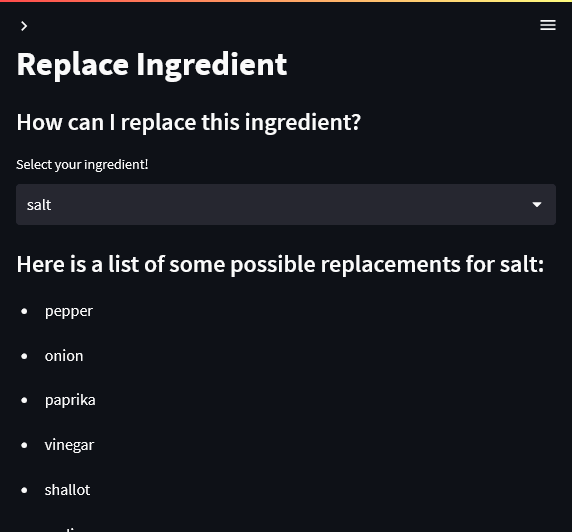 Replace Ingredient
How can I replace this ingredient?
Select your ingredient!
salt
Here is a list of some possible replacements for salt:
pepper
onion
paprika
vinegar
shallot